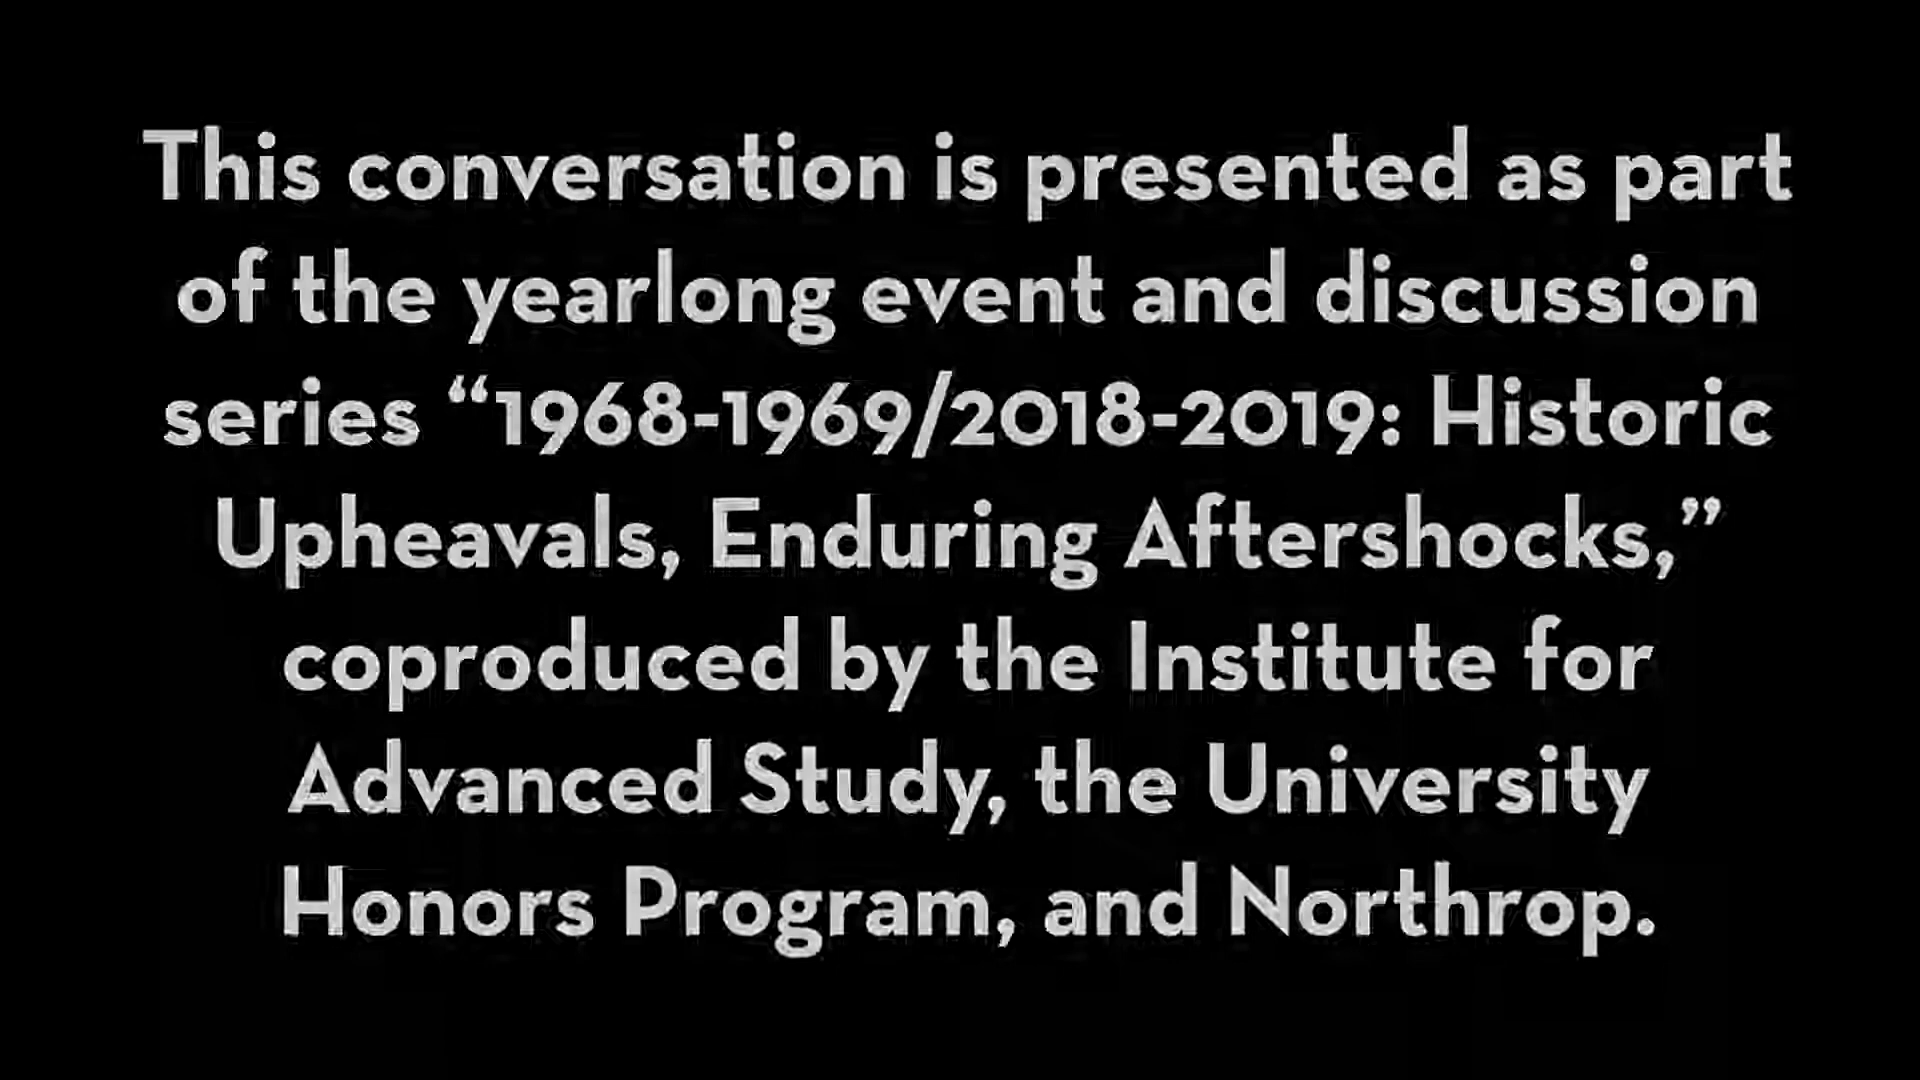 This conversation is presented as part
of the yearlong event and discussion
series “1968-1969/2018-2019: Historic
Upheavals, Enduring Aftershocks,”
coproduced by the Institute for
Advanced Study, the University
Honors Program, and Northrop.